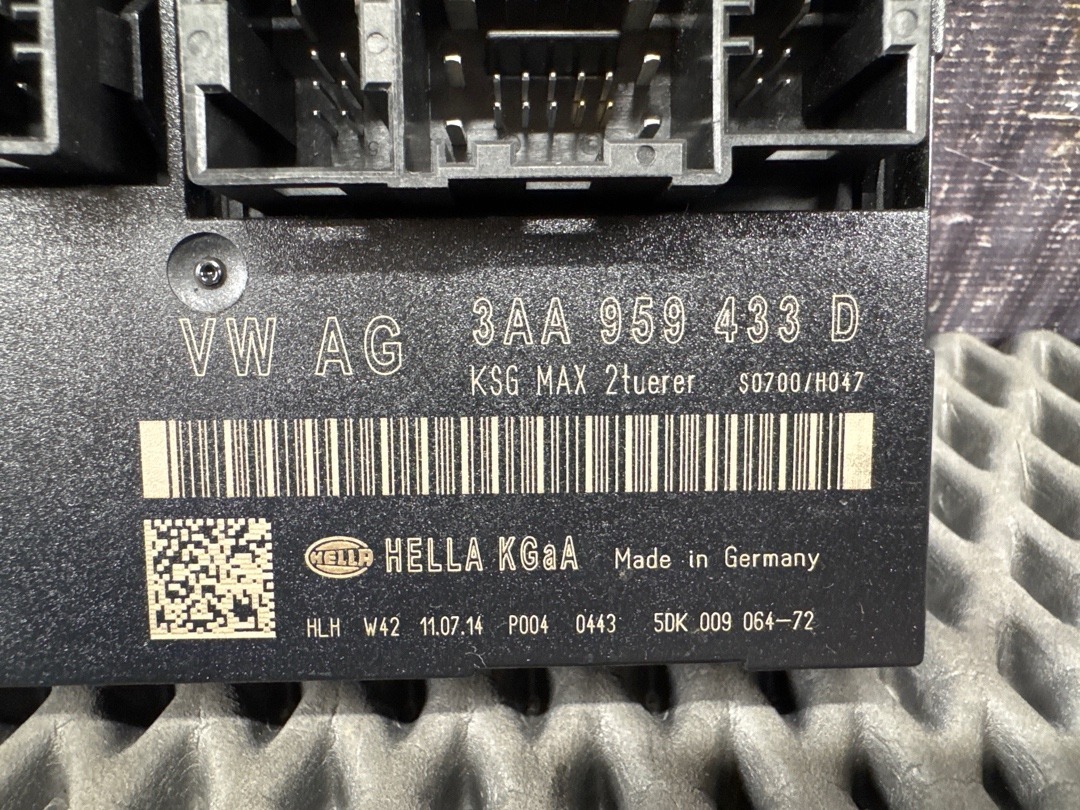 VW AG 3AA 959 433 D
KSG MAX 2tuerer S0700/H047
HELLA HELLA KGaA Made in Germany
HLH W42 11.07.14 P004 0443 5DK 009 064-72